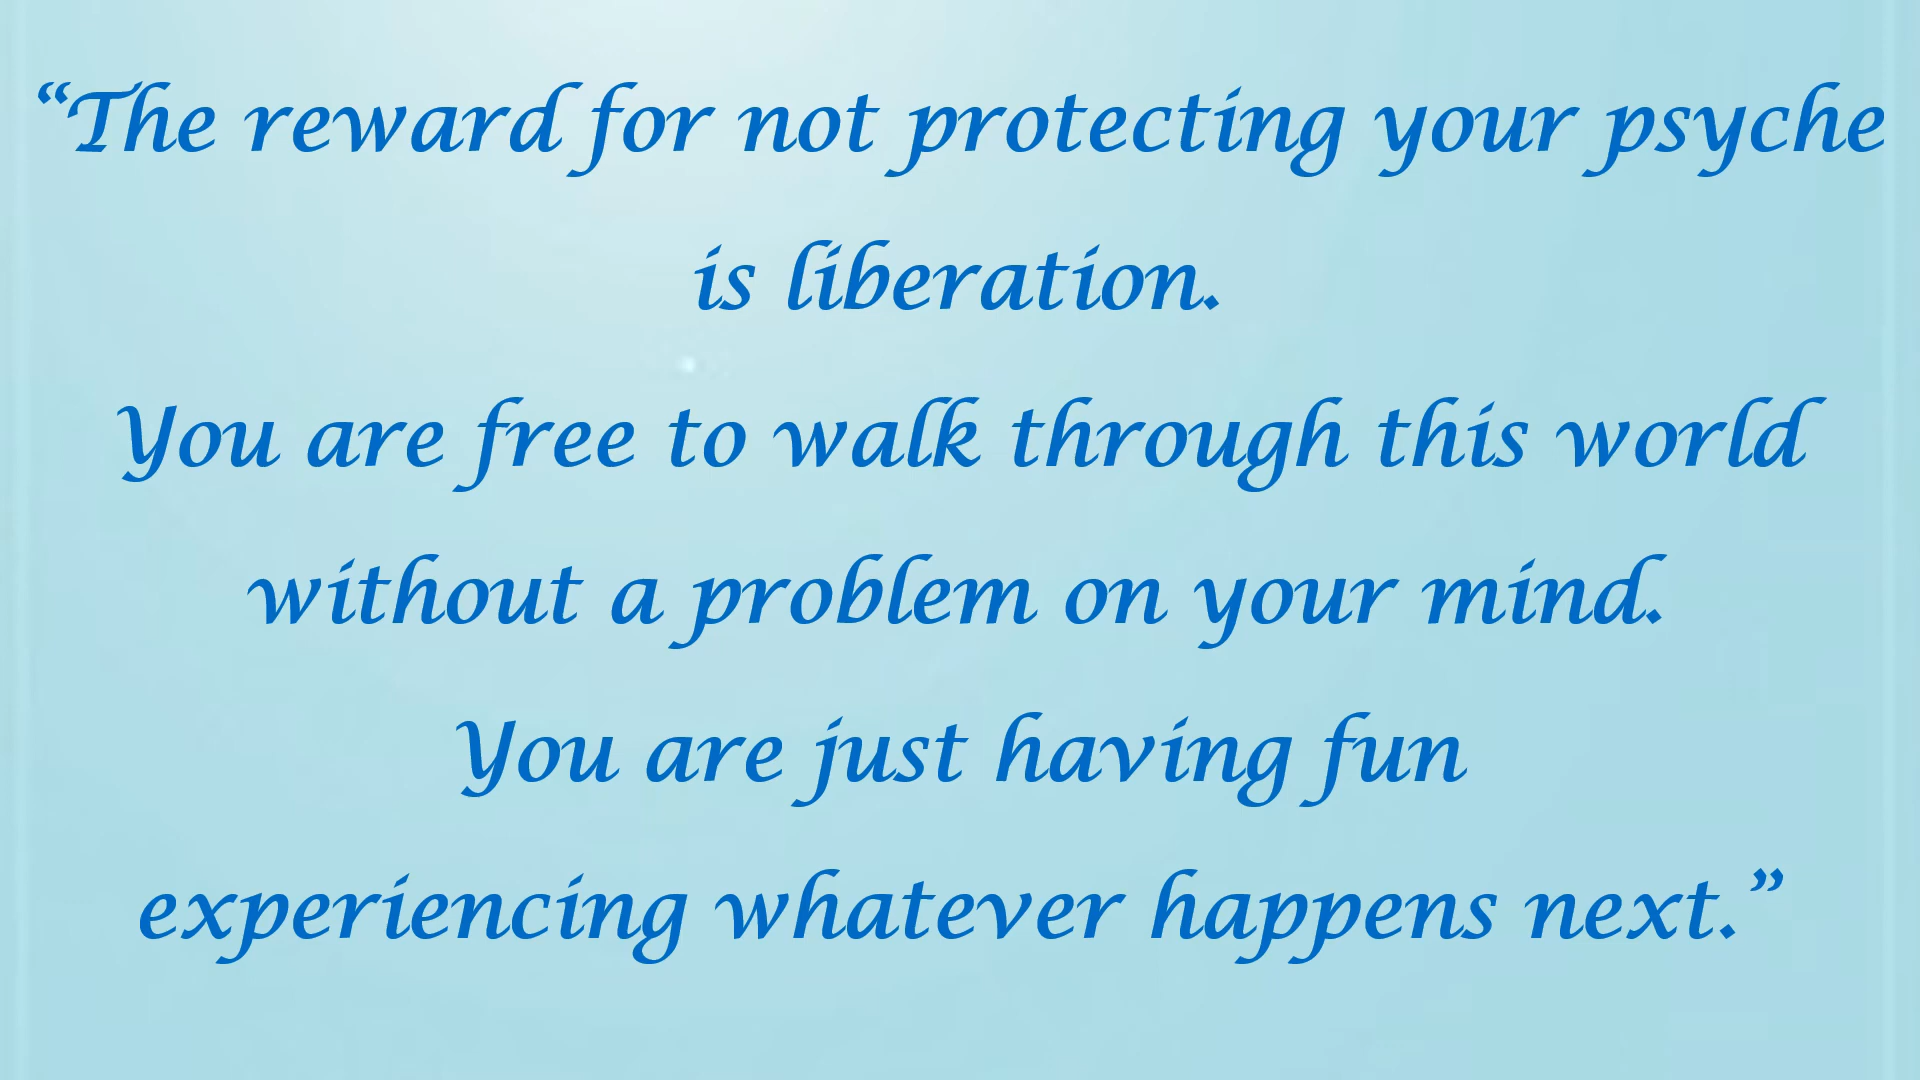 “The reward for not protecting your psyche
is liberation.
You are free to walk through this world
without a problem on your mind.
You are just having fun
experiencing whatever happens next.”